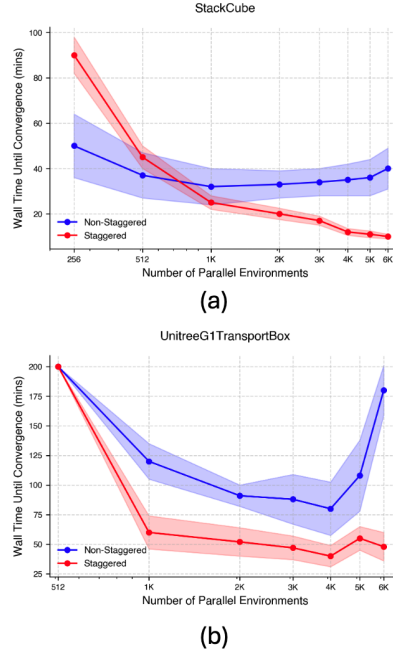 StackCube
Wall Time Until Convergence (mins)
100
80
60
40
20
Non-Staggered
Staggered
256
512
1K
2K
3K
4K
5K
6K
Number of Parallel Environments
(a)
UnitreeG1TransportBox
Wall Time Until Convergence (mins)
200
175
150
125
100
75
50
25
Non-Staggered
Staggered
512
1K
2K
3K
4K
5K
6K
Number of Parallel Environments
(b)